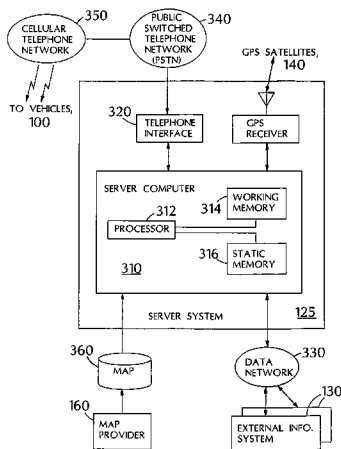 350
CELLULAR
TELEPHONE
NETWORK
PUBLIC
SWITCHED
TELEPHONE
NETWORK
(PSTN)
340
GPS SATELLITES,
140
TO VEHICLES,
100
320
TELEPHONE
INTERFACE
GPS
RECEIVER
SERVER COMPUTER
312
PROCESSOR
314
WORKING
MEMORY
310
316
STATIC
MEMORY
SERVER SYSTEM
125
360
MAP
330
DATA
NETWORK
160
MAP
PROVIDER
130
EXTERNAL INFO.
SYSTEM